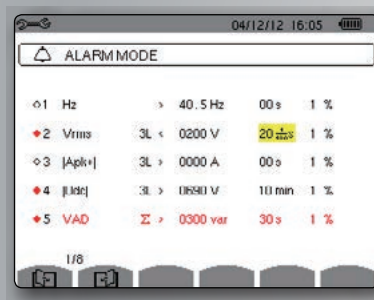 04/12/12 16:05
ALARM MODE
1 Hz > 40.5 Hz 00 s 1 %
2 Vrms 3L < 0200 V 20 s 1 %
3 |Apk+| 3L > 0000 A 00 s 1 %
4 |Udc| 3L > 0690 V 10 min 1 %
5 VAD Σ > 0300 var 30 s 1 %
1/8